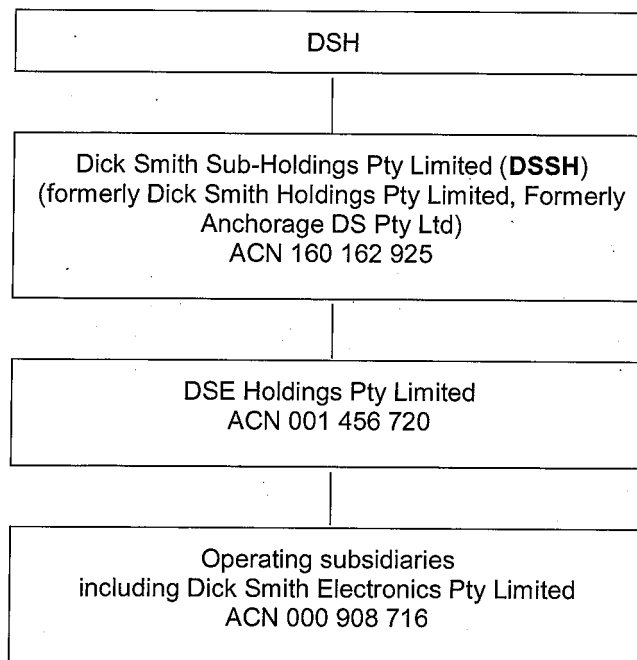 DSH
Dick Smith Sub-Holdings Pty Limited (DSSH)
(formerly Dick Smith Holdings Pty Limited, Formerly
Anchorage DS Pty Ltd)
ACN 160 162 925
DSE Holdings Pty Limited
ACN 001 456 720
Operating subsidiaries
including Dick Smith Electronics Pty Limited
ACN 000 908 716